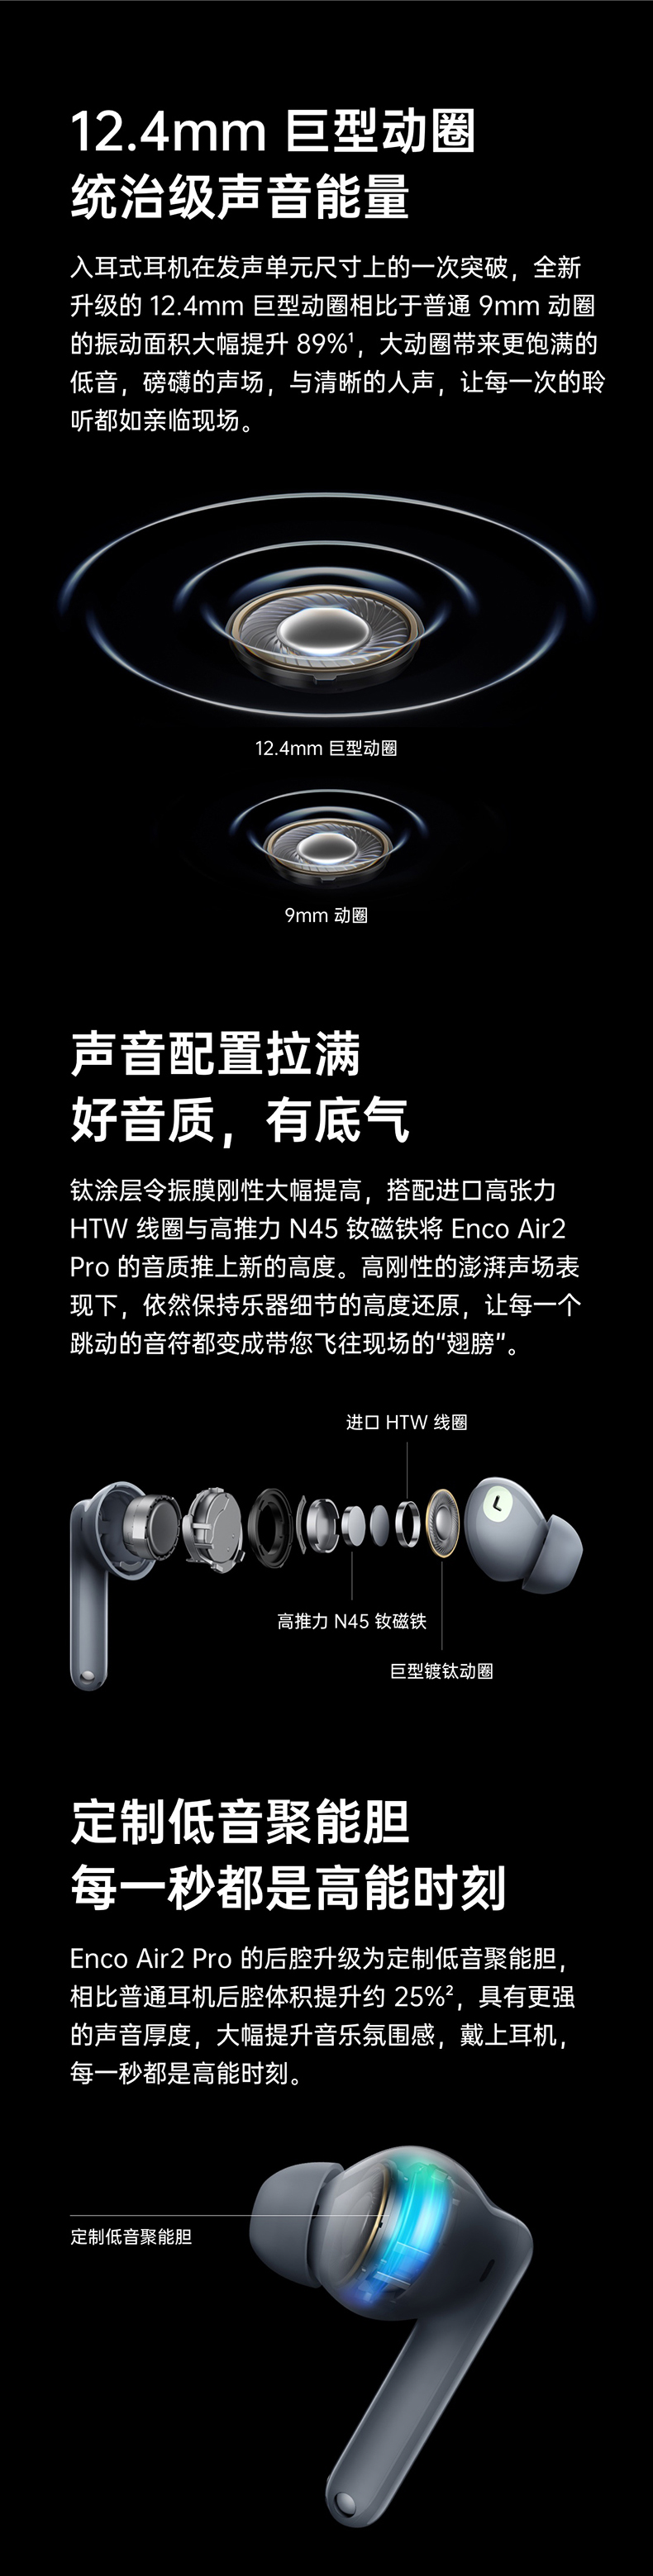 12.4mm 巨型动圈
统治级声音能量
入耳式耳机在发声单元尺寸上的一次突破，全新
升级的 12.4mm 巨型动圈相比于普通 9mm 动圈
的振动面积大幅提升 89%¹，大动圈带来更饱满的
低音，磅礴的声场，与清晰的人声，让每一次的聆
听都如亲临现场。
12.4mm 巨型动圈
9mm 动圈
声音配置拉满
好音质，有底气
钛涂层令振膜刚性大幅提高，搭配进口高张力
HTW 线圈与高推力 N45 钕磁铁将 Enco Air2
Pro 的音质推上新的高度。高刚性的澎湃声场表
现下，依然保持乐器细节的高度还原，让每一个
跳动的音符都变成带您飞往现场的“翅膀”。
进口 HTW 线圈
L
高推力 N45 钕磁铁
巨型镀钛动圈
定制低音聚能胆
每一秒都是高能时刻
Enco Air2 Pro 的后腔升级为定制低音聚能胆，
相比普通耳机后腔体积提升约 25%²，具有更强
的声音厚度，大幅提升音乐氛围感，戴上耳机，
每一秒都是高能时刻。
定制低音聚能胆